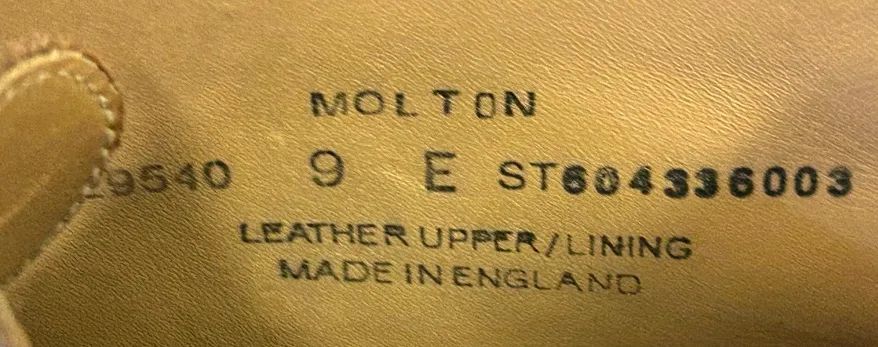 MOLTON
29540 9 E ST604336003
LEATHER UPPER/LINING
MADE IN ENGLAND